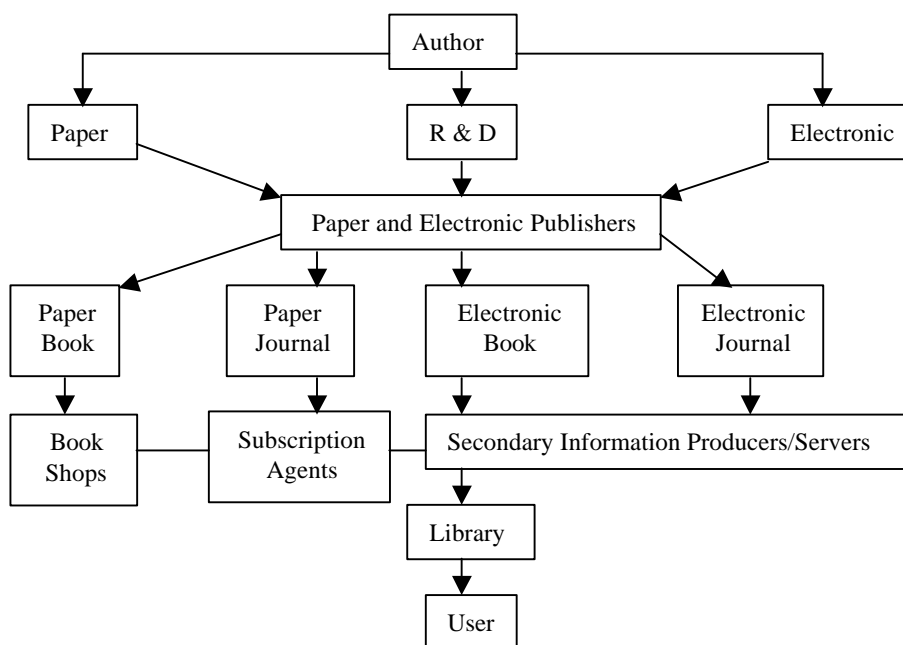 Author
Paper
R & D
Electronic
Paper and Electronic Publishers
Paper
Book
Paper
Journal
Electronic
Book
Electronic
Journal
Book
Shops
Subscription
Agents
Secondary Information Producers/Servers
Library
User